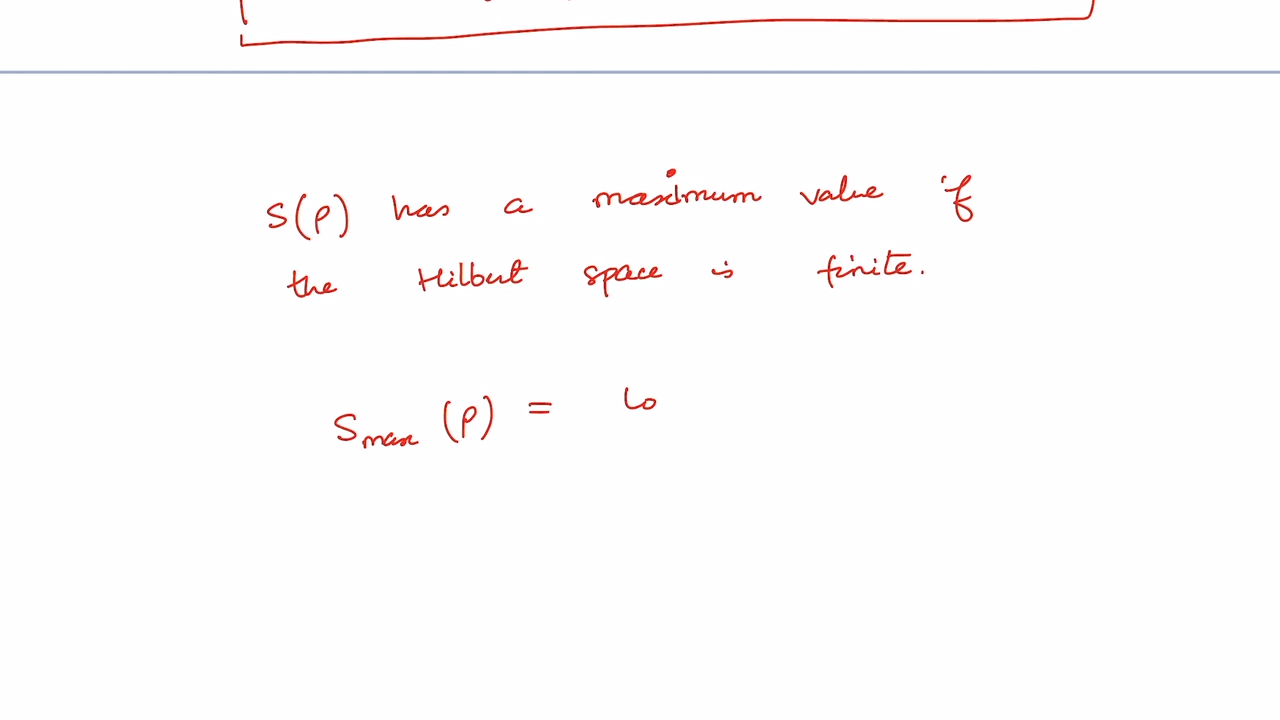 S(ρ) has a maximum value if
the Hilbert space is finite.
S_max (ρ) = lo